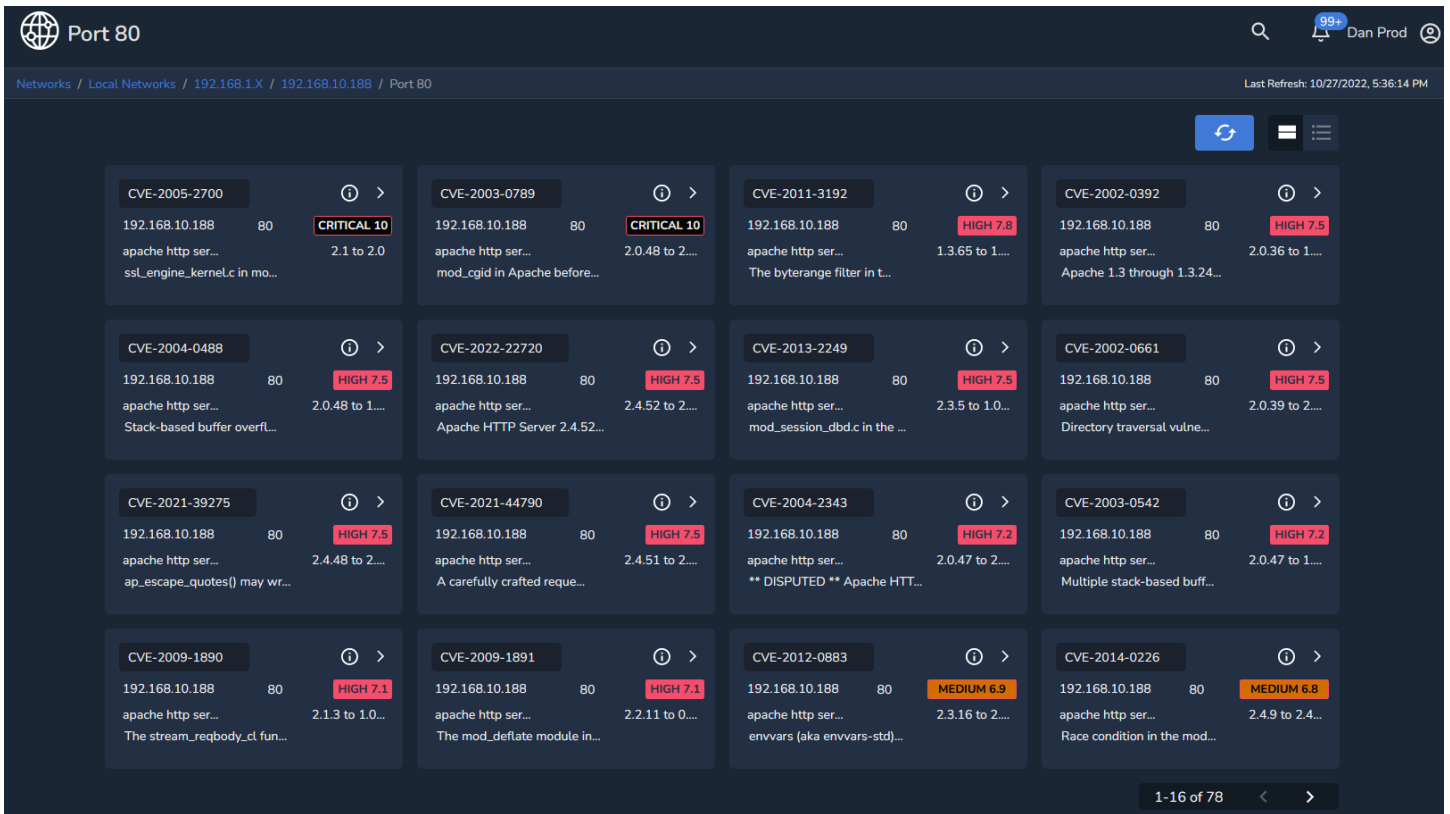 Port 80
99+
Dan Prod
Networks / Local Networks / 192.168.1.X / 192.168.10.188 / Port 80
Last Refresh: 10/27/2022, 5:36:14 PM
CVE-2005-2700
192.168.10.188 80 CRITICAL 10
apache http ser... 2.1 to 2.0
ssl_engine_kernel.c in mo...
CVE-2003-0789
192.168.10.188 80 CRITICAL 10
apache http ser... 2.0.48 to 2....
mod_cgid in Apache before...
CVE-2011-3192
192.168.10.188 80 HIGH 7.8
apache http ser... 1.3.65 to 1....
The byterange filter in t...
CVE-2002-0392
192.168.10.188 80 HIGH 7.5
apache http ser... 2.0.36 to 1....
Apache 1.3 through 1.3.24...
CVE-2004-0488
192.168.10.188 80 HIGH 7.5
apache http ser... 2.0.48 to 1....
Stack-based buffer overfl...
CVE-2022-22720
192.168.10.188 80 HIGH 7.5
apache http ser... 2.4.52 to 2....
Apache HTTP Server 2.4.52...
CVE-2013-2249
192.168.10.188 80 HIGH 7.5
apache http ser... 2.3.5 to 1.0...
mod_session_dbd.c in the ...
CVE-2002-0661
192.168.10.188 80 HIGH 7.5
apache http ser... 2.0.39 to 2....
Directory traversal vulne...
CVE-2021-39275
192.168.10.188 80 HIGH 7.5
apache http ser... 2.4.48 to 2....
ap_escape_quotes() may wr...
CVE-2021-44790
192.168.10.188 80 HIGH 7.5
apache http ser... 2.4.51 to 2....
A carefully crafted reque...
CVE-2004-2343
192.168.10.188 80 HIGH 7.2
apache http ser... 2.0.47 to 2....
** DISPUTED ** Apache HTT...
CVE-2003-0542
192.168.10.188 80 HIGH 7.2
apache http ser... 2.0.47 to 1....
Multiple stack-based buff...
CVE-2009-1890
192.168.10.188 80 HIGH 7.1
apache http ser... 2.1.3 to 1.0...
The stream_reqbody_cl fun...
CVE-2009-1891
192.168.10.188 80 HIGH 7.1
apache http ser... 2.2.11 to 0....
The mod_deflate module in...
CVE-2012-0883
192.168.10.188 80 MEDIUM 6.9
apache http ser... 2.3.16 to 2....
envvars (aka envvars-std)...
CVE-2014-0226
192.168.10.188 80 MEDIUM 6.8
apache http ser... 2.4.9 to 2.4...
Race condition in the mod...
1-16 of 78